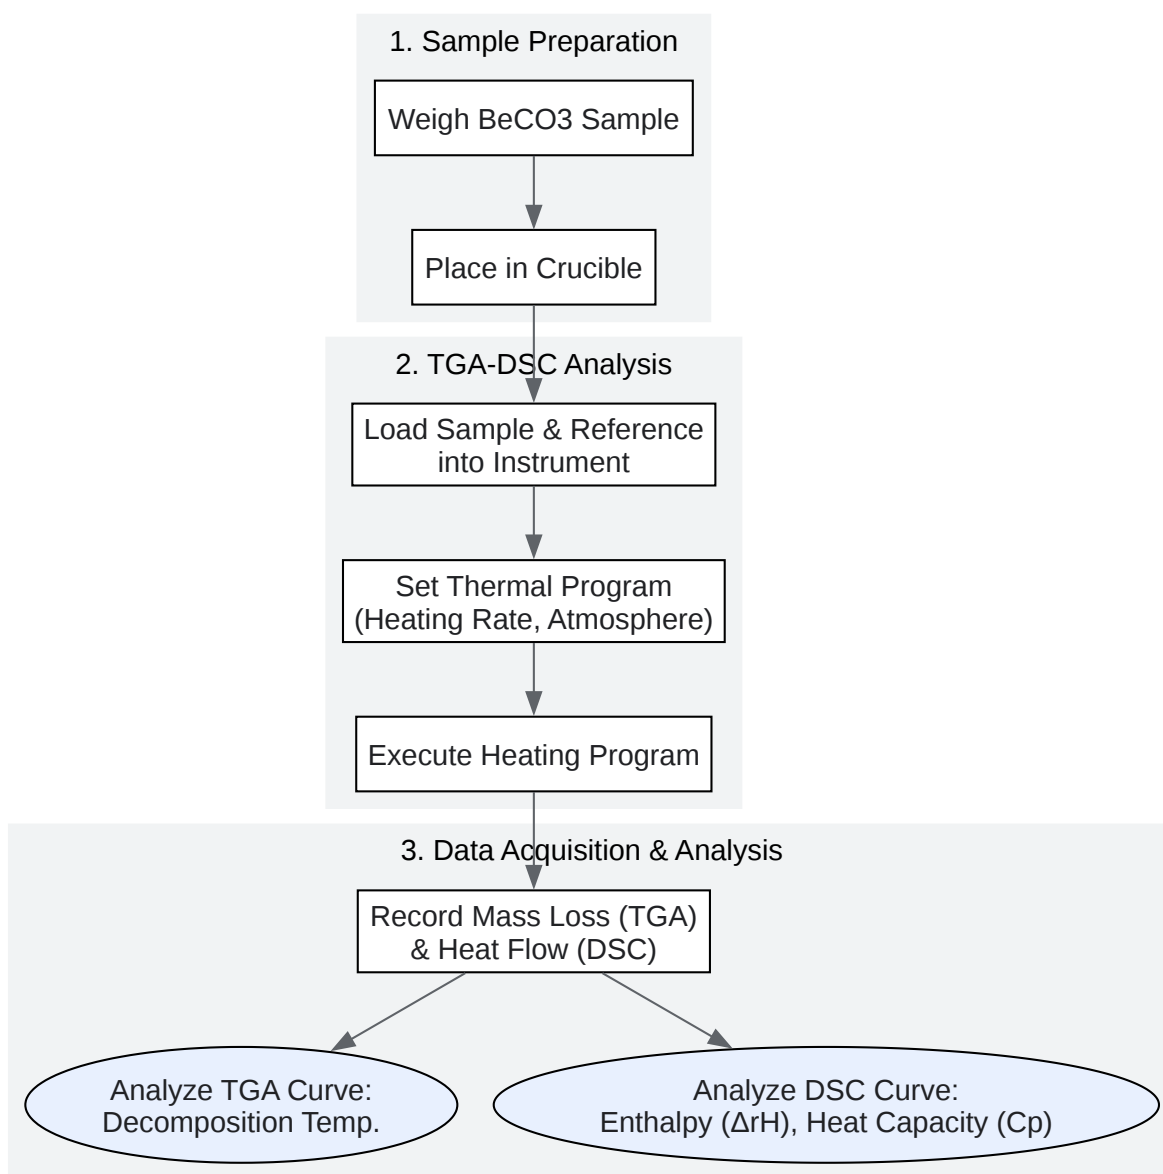 1. Sample Preparation
Weigh BeCO3 Sample
Place in Crucible
2. TGA-DSC Analysis
Load Sample & Reference
into Instrument
Set Thermal Program
(Heating Rate, Atmosphere)
Execute Heating Program
3. Data Acquisition & Analysis
Record Mass Loss (TGA)
& Heat Flow (DSC)
Analyze TGA Curve:
Decomposition Temp.
Analyze DSC Curve:
Enthalpy (ΔrH), Heat Capacity (Cp)